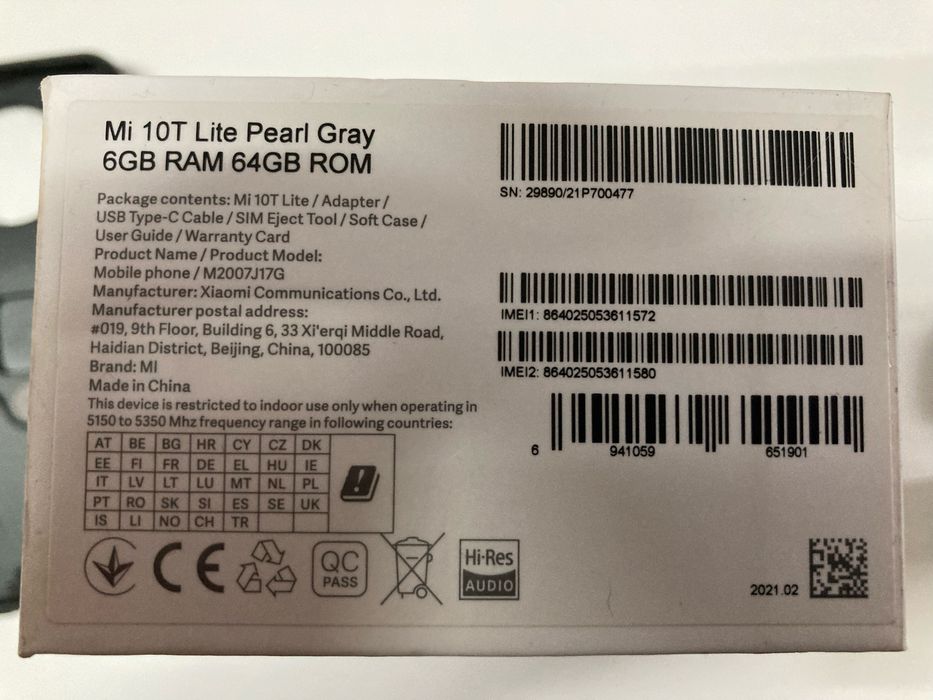 Mi 10T Lite Pearl Gray
6GB RAM 64GB ROM
Package contents: Mi 10T Lite / Adapter /
USB Type-C Cable / SIM Eject Tool / Soft Case /
User Guide / Warranty Card
Product Name / Product Model:
Mobile phone / M2007J17G
Manufacturer: Xiaomi Communications Co., Ltd.
Manufacturer postal address:
#019, 9th Floor, Building 6, 33 Xi'erqi Middle Road,
Haidian District, Beijing, China, 100085
Brand: MI
Made in China
This device is restricted to indoor use only when operating in
5150 to 5350 Mhz frequency range in following countries:
AT BE BG HR CY CZ DK
EE FI FR DE EL HU IE
IT LV LT LU MT NL PL
PT RO SK SI ES SE UK
IS LI NO CH TR
CE
QC
PASS
Hi-Res
AUDIO
SN: 29890/21P700477
IMEI1: 864025053611572
IMEI2: 864025053611580
6 941059 651901
2021.02